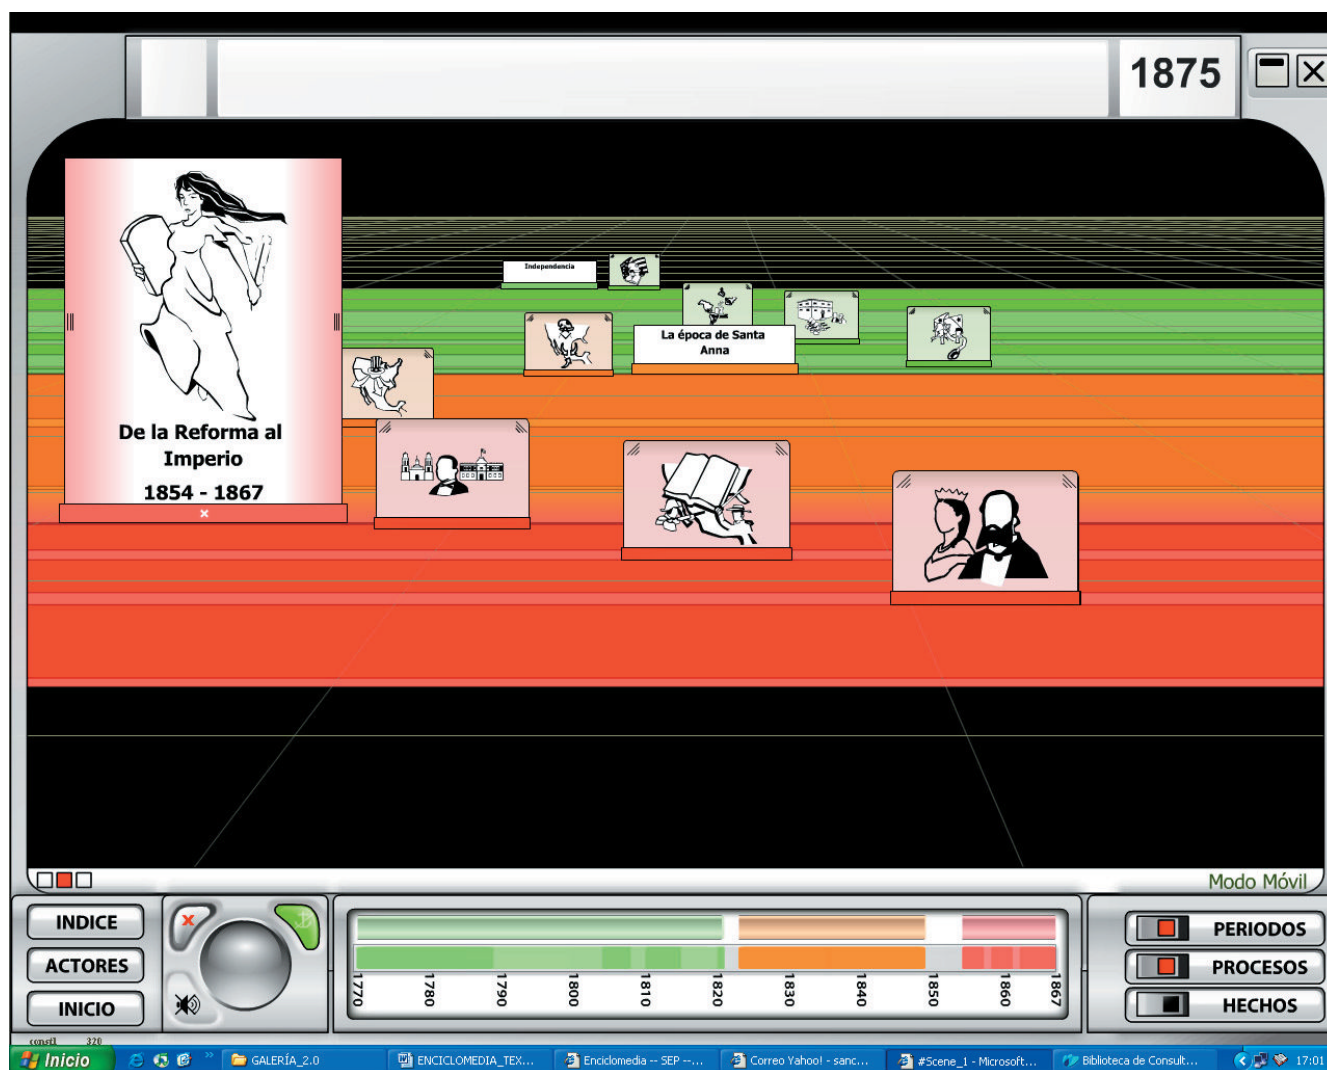 1875
Independencia
La época de Santa
Anna
De la Reforma al
Imperio
1854 - 1867
x
Modo Móvil
INDICE
ACTORES
INICIO
x
1770
1780
1790
1800
1810
1820
1830
1840
1850
1860
1867
PERIODOS
PROCESOS
HECHOS
constl 320
Inicio
»
GALERÍA_2.0
ENCICLOMEDIA_TEX...
Enciclomedia -- SEP --...
Correo Yahoo! - sanc...
#Scene_1 - Microsoft...
Biblioteca de Consult...
17:01